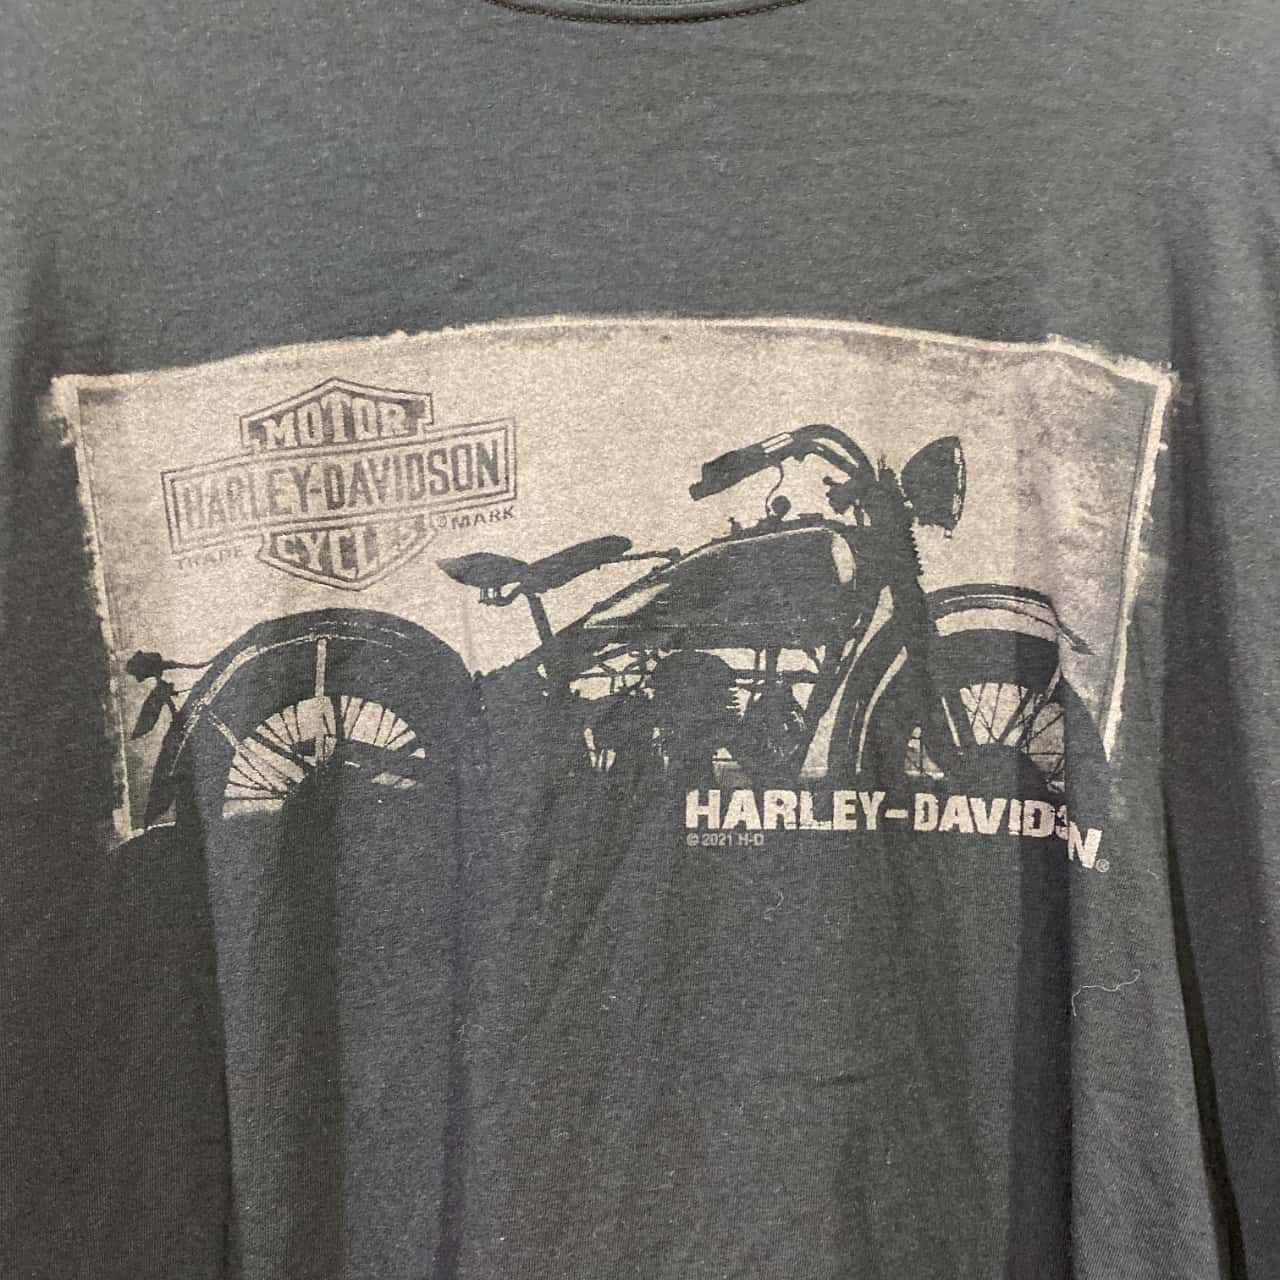 MOTOR
HARLEY-DAVIDSON
TRADE ® MARK
CYCLES
HARLEY-DAVIDSON®
© 2021 H-D